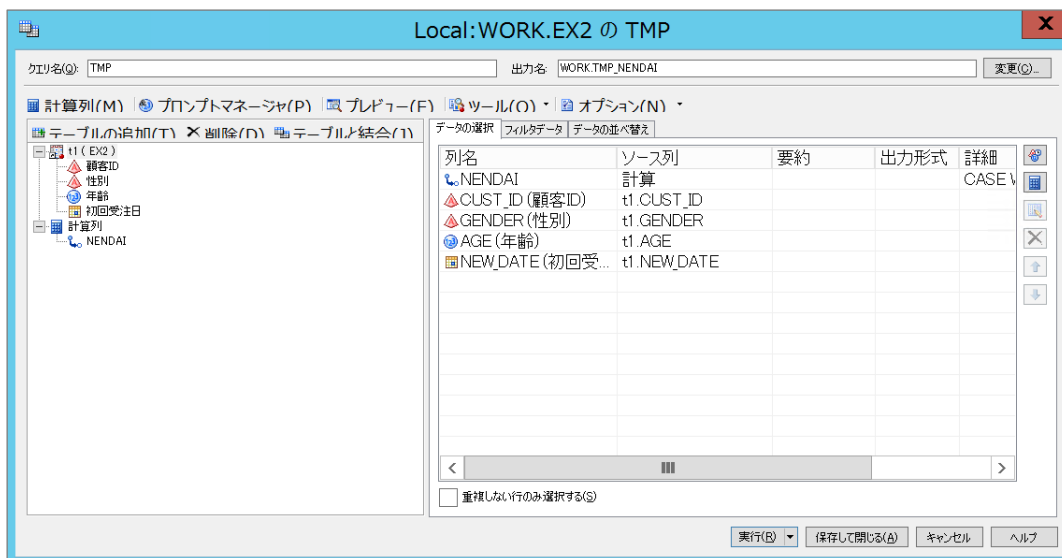 Local:WORK.EX2 の TMP
クエリ名(Q): TMP 出力名: WORK.TMP_NENDAI 変更(C)...
計算列(M) プロンプトマネージャ(P) プレビュー(E) ツール(O) オプション(N)
テーブルの追加(T) 削除(D) テーブルと結合(J)
データの選択 フィルタデータ データの並べ替え
t1 ( EX2 )
顧客ID
性別
年齢
初回受注日
計算列
NENDAI
列名 ソース列 要約 出力形式 詳細
NENDAI 計算 CASE W
CUST_ID (顧客ID) t1.CUST_ID
GENDER (性別) t1.GENDER
AGE (年齢) t1.AGE
NEW_DATE (初回受... t1.NEW_DATE
重複しない行のみ選択する(S)
実行(R) 保存して閉じる(A) キャンセル ヘルプ